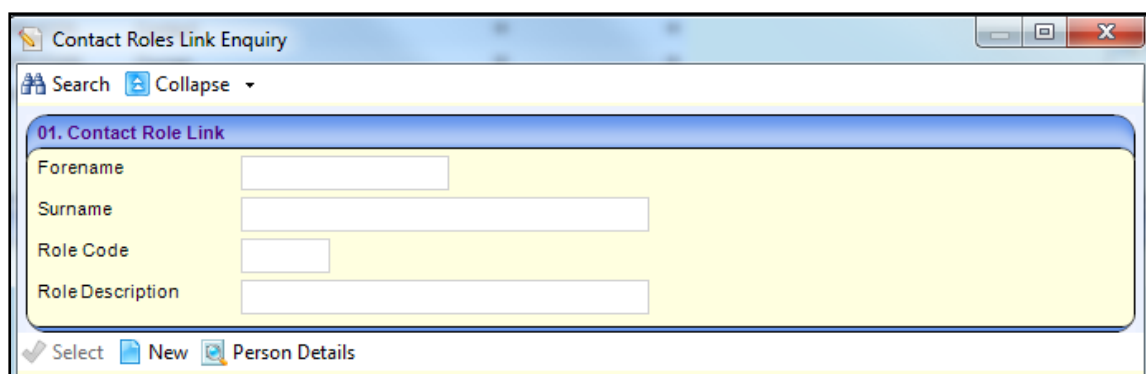 Contact Roles Link Enquiry
Search Collapse
01. Contact Role Link
Forename
Surname
Role Code
Role Description
Select New Person Details